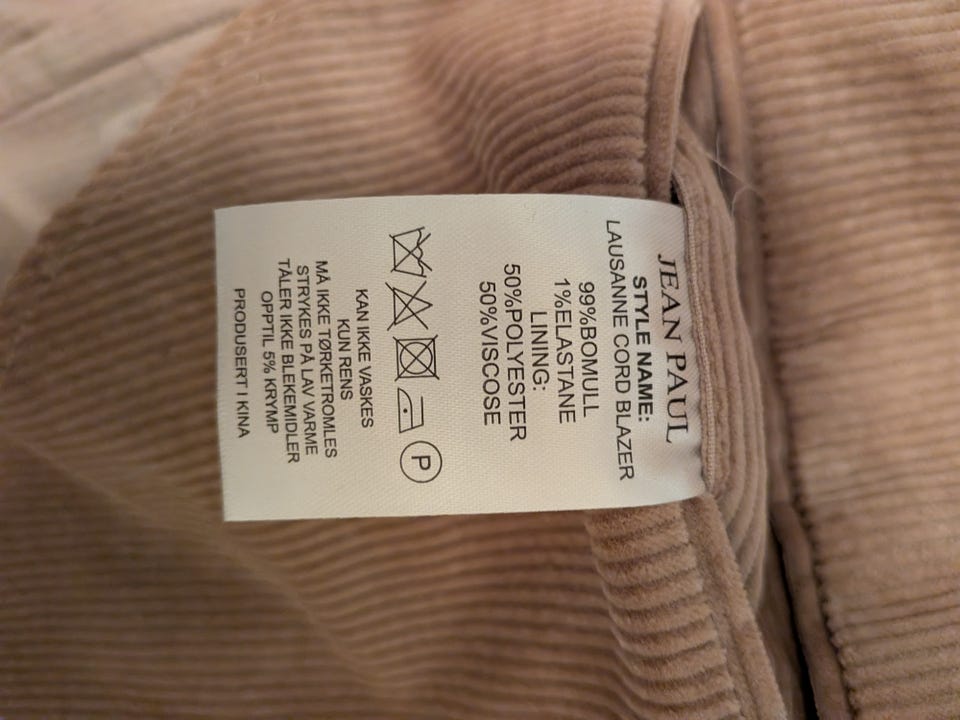 JEAN PAUL
STYLE NAME:
LAUSANNE CORD BLAZER
99%BOMULL
1%ELASTANE
LINING:
50%POLYESTER
50%VISCOSE
P
KAN IKKE VASKES
KUN RENS
MÅ IKKE TØRKETROMLES
STRYKES PÅ LAV VARME
TÅLER IKKE BLEKEMIDLER
OPPTIL 5% KRYMP
PRODUSERT I KINA